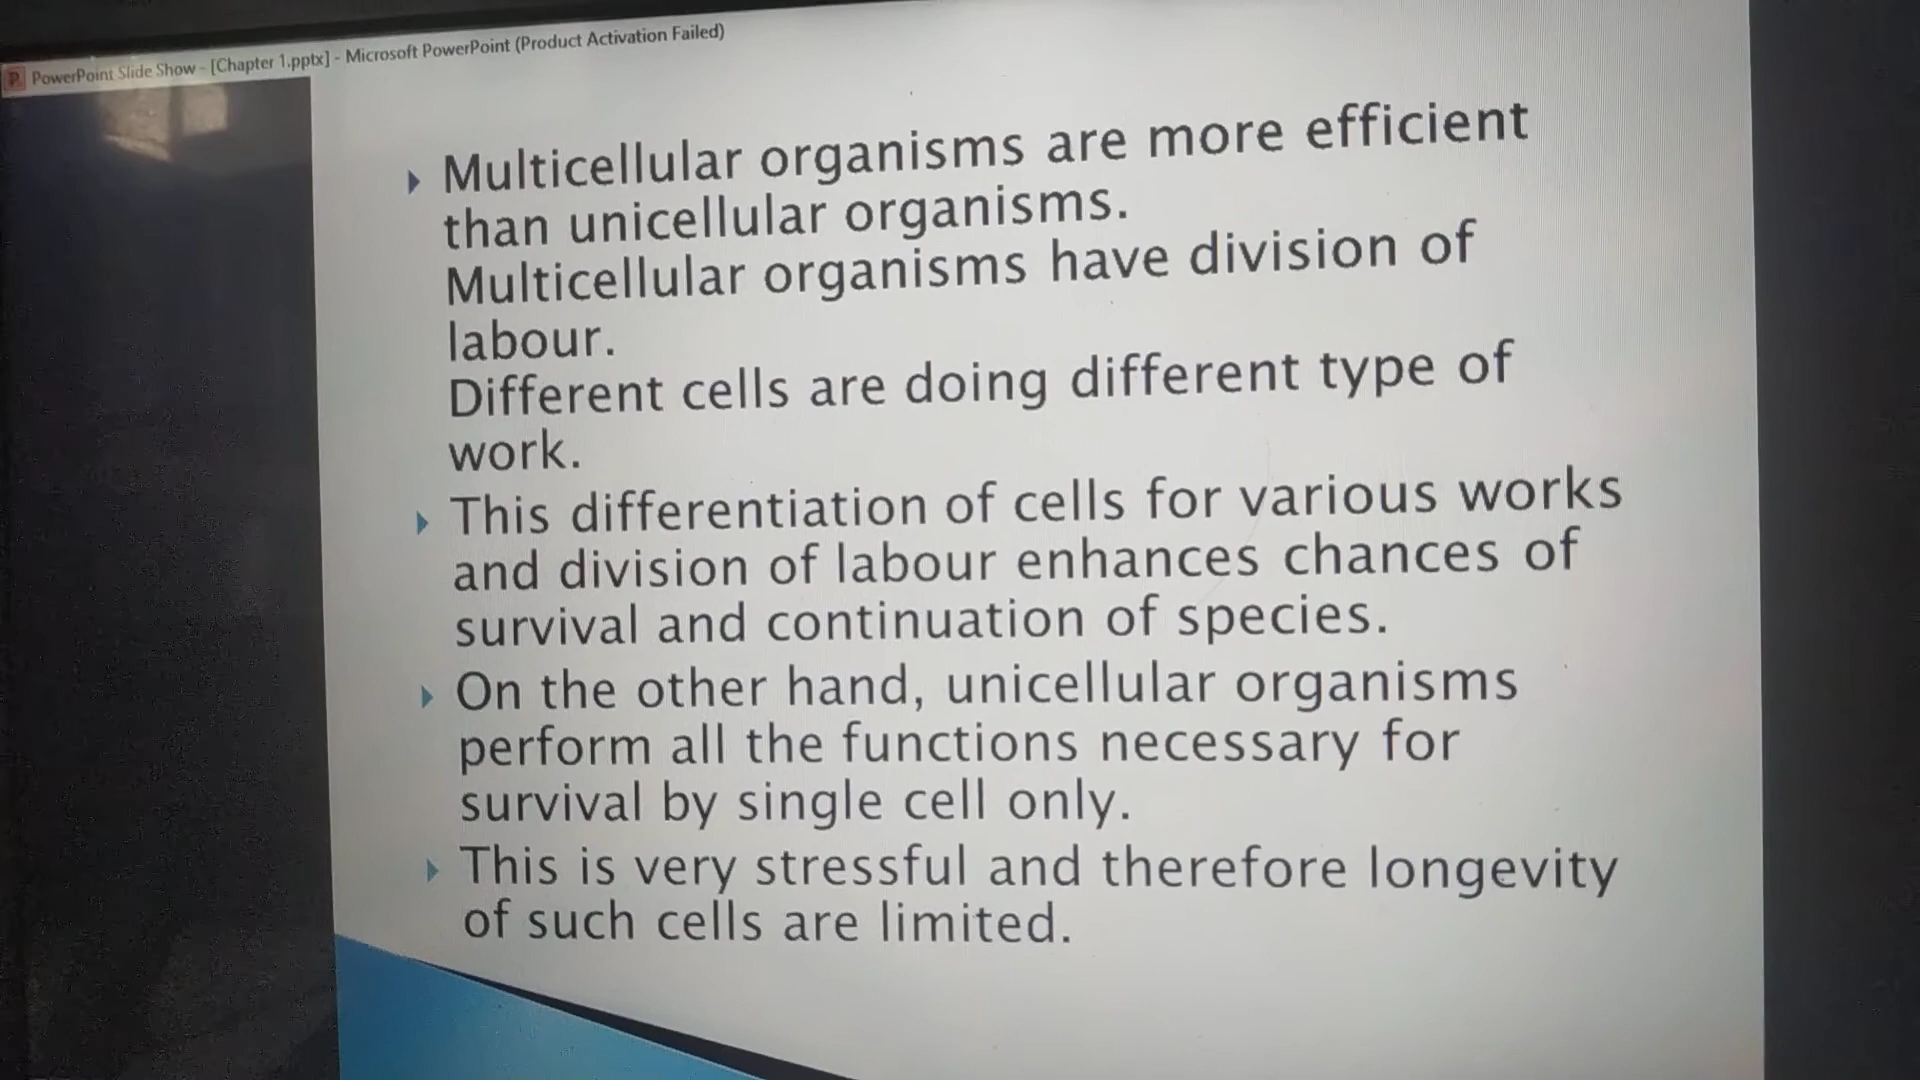 PowerPoint Slide Show - [Chapter 1.pptx] - Microsoft PowerPoint (Product Activation Failed)
Multicellular organisms are more efficient
than unicellular organisms.
Multicellular organisms have division of
labour.
Different cells are doing different type of
work.
This differentiation of cells for various works
and division of labour enhances chances of
survival and continuation of species.
On the other hand, unicellular organisms
perform all the functions necessary for
survival by single cell only.
This is very stressful and therefore longevity
of such cells are limited.